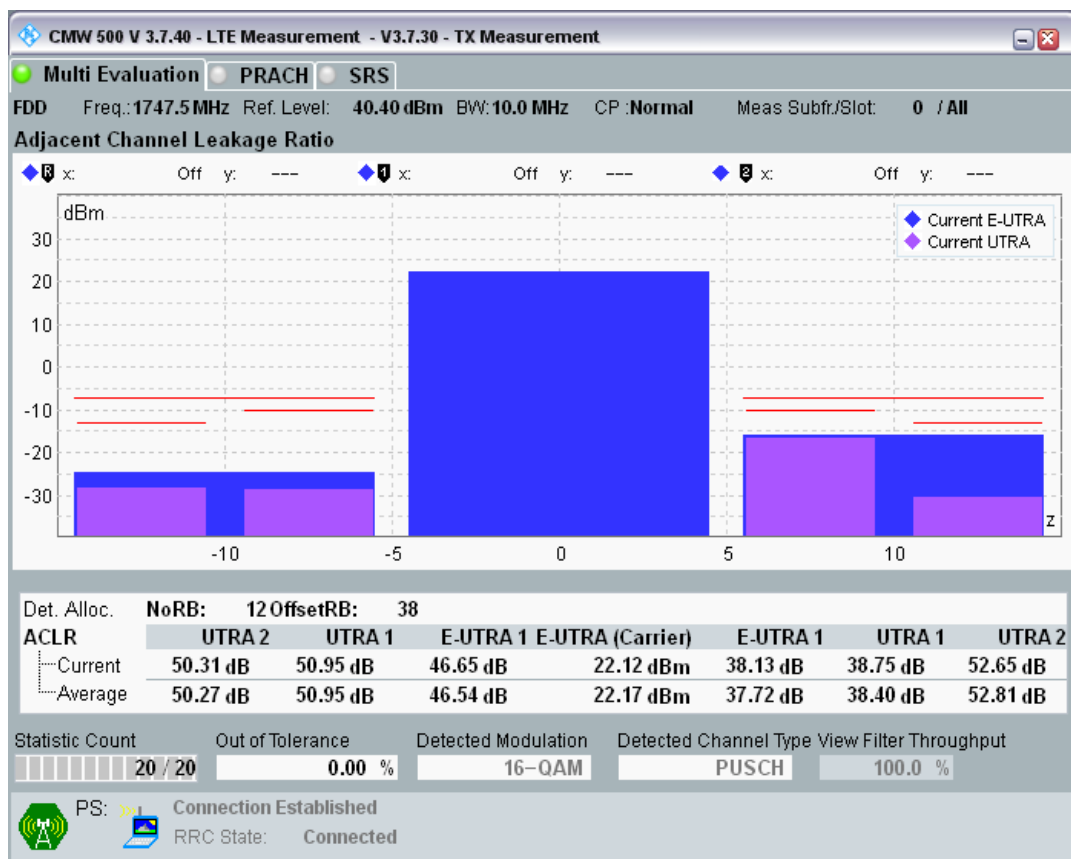 CMW 500 V 3.7.40 - LTE Measurement - V3.7.30 - TX Measurement
Multi Evaluation PRACH SRS
FDD Freq.:1747.5 MHz Ref. Level: 40.40 dBm BW:10.0 MHz CP :Normal Meas Subfr./Slot: 0 / All
Adjacent Channel Leakage Ratio
R x: Off y: --- 1 x: Off y: --- 2 x: Off y: ---
dBm
Current E-UTRA
Current UTRA
30
20
10
0
-10
-20
-30
z
-10 -5 0 5 10
Det. Alloc. NoRB: 12 OffsetRB: 38
ACLR UTRA 2 UTRA 1 E-UTRA 1 E-UTRA (Carrier) E-UTRA 1 UTRA 1 UTRA 2
Current 50.31 dB 50.95 dB 46.65 dB 22.12 dBm 38.13 dB 38.75 dB 52.65 dB
Average 50.27 dB 50.95 dB 46.54 dB 22.17 dBm 37.72 dB 38.40 dB 52.81 dB
Statistic Count Out of Tolerance Detected Modulation Detected Channel Type View Filter Throughput
20 / 20 0.00 % 16-QAM PUSCH 100.0 %
PS: Connection Established
RRC State: Connected